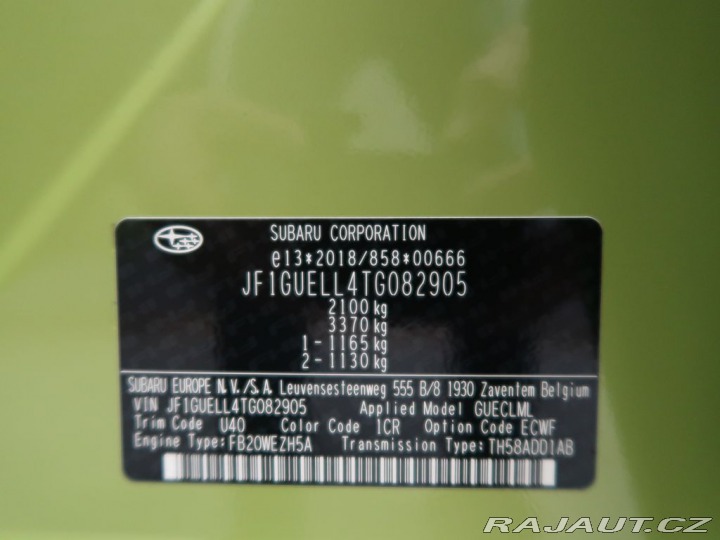 SUBARU CORPORATION
e13*2018/858*00666
JF1GUELL4TG082905
2100 kg
3370 kg
1 - 1165 kg
2 - 1130 kg
SUBARU EUROPE N.V./S.A. Leuvensesteenweg 555 B/8 1930 Zaventem Belgium
VIN JF1GUELL4TG082905 Applied Model GUECLML
Trim Code U40 Color Code 1CR Option Code ECWF
Engine Type: FB20WEZH5A Transmission Type: TH58ADD1AB
RAJAUT.CZ